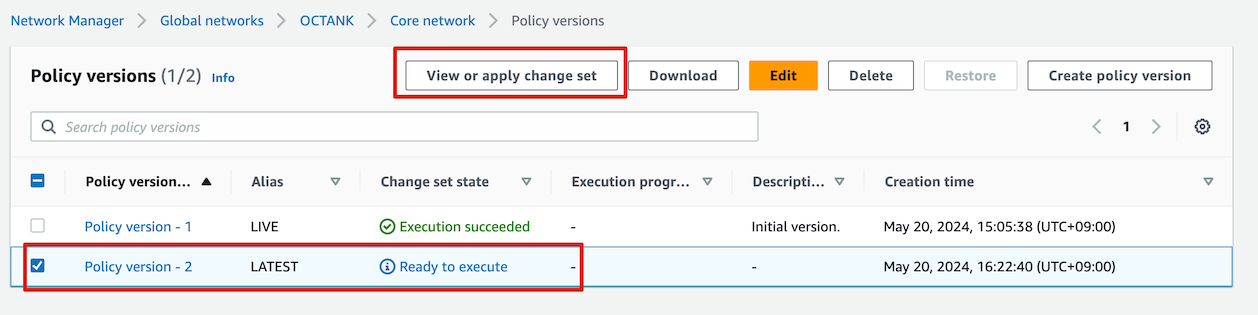 Network Manager > Global networks > OCTANK > Core network > Policy versions
Policy versions (1/2) Info View or apply change set Download Edit Delete Restore Create policy version
Search policy versions 1
Policy version... Alias Change set state Execution progr... Descripti... Creation time
Policy version - 1 LIVE Execution succeeded - Initial version. May 20, 2024, 15:05:38 (UTC+09:00)
Policy version - 2 LATEST Ready to execute - - May 20, 2024, 16:22:40 (UTC+09:00)